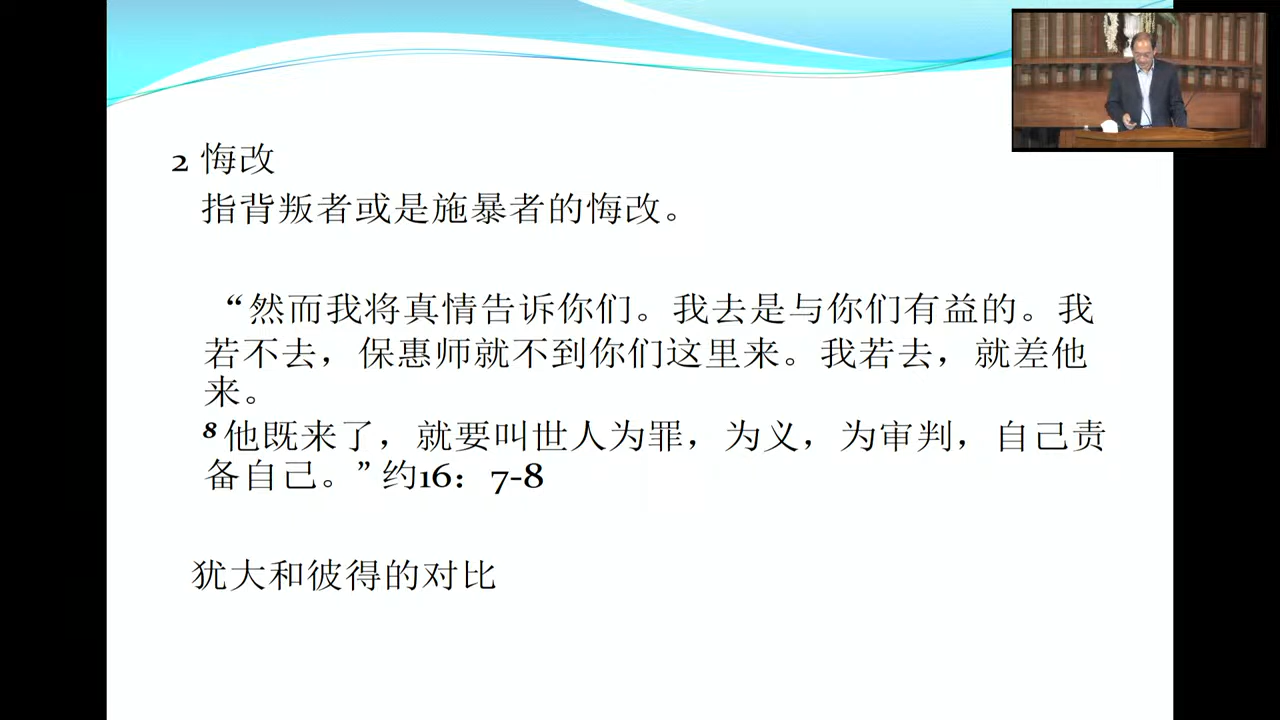 2 悔改
指背叛者或是施暴者的悔改。
“然而我将真情告诉你们。我去是与你们有益的。我
若不去，保惠师就不到你们这里来。我若去，就差他
来。
8他既来了，就要叫世人为罪，为义，为审判，自己责
备自己。”约16：7-8
犹大和彼得的对比